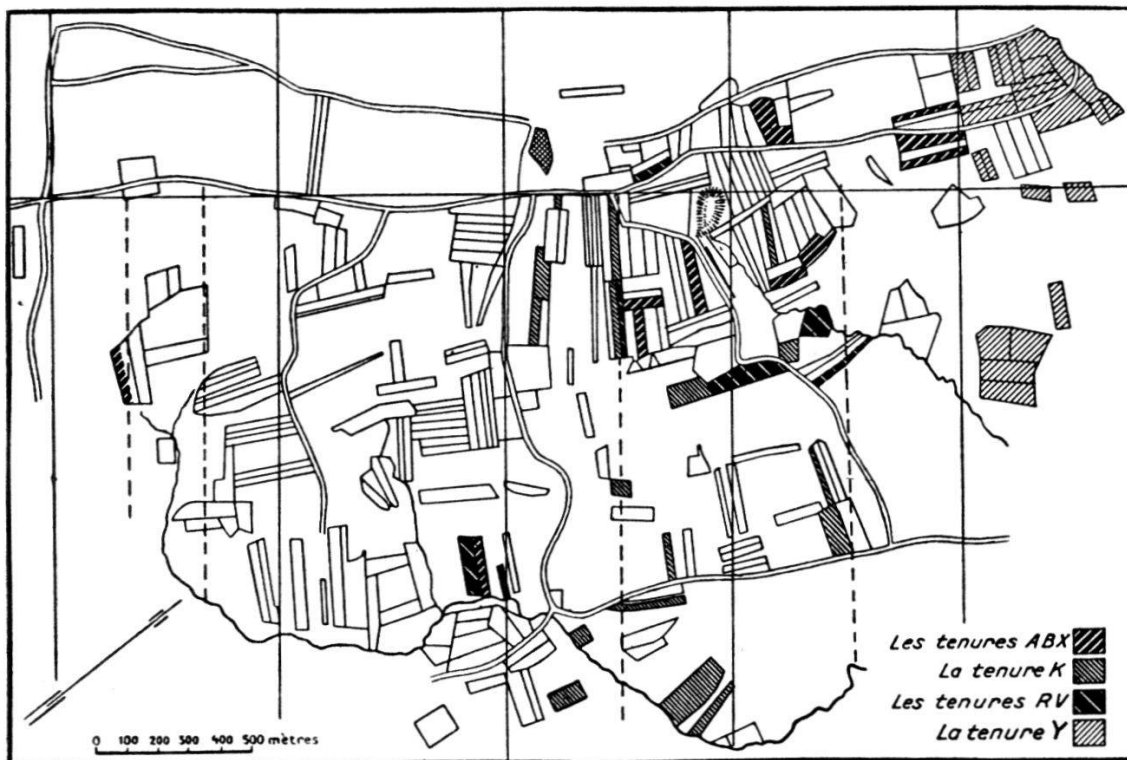 Les tenures ABX
La tenure K
Les tenures RV
La tenure Y
0 100 200 300 400 500 mètres